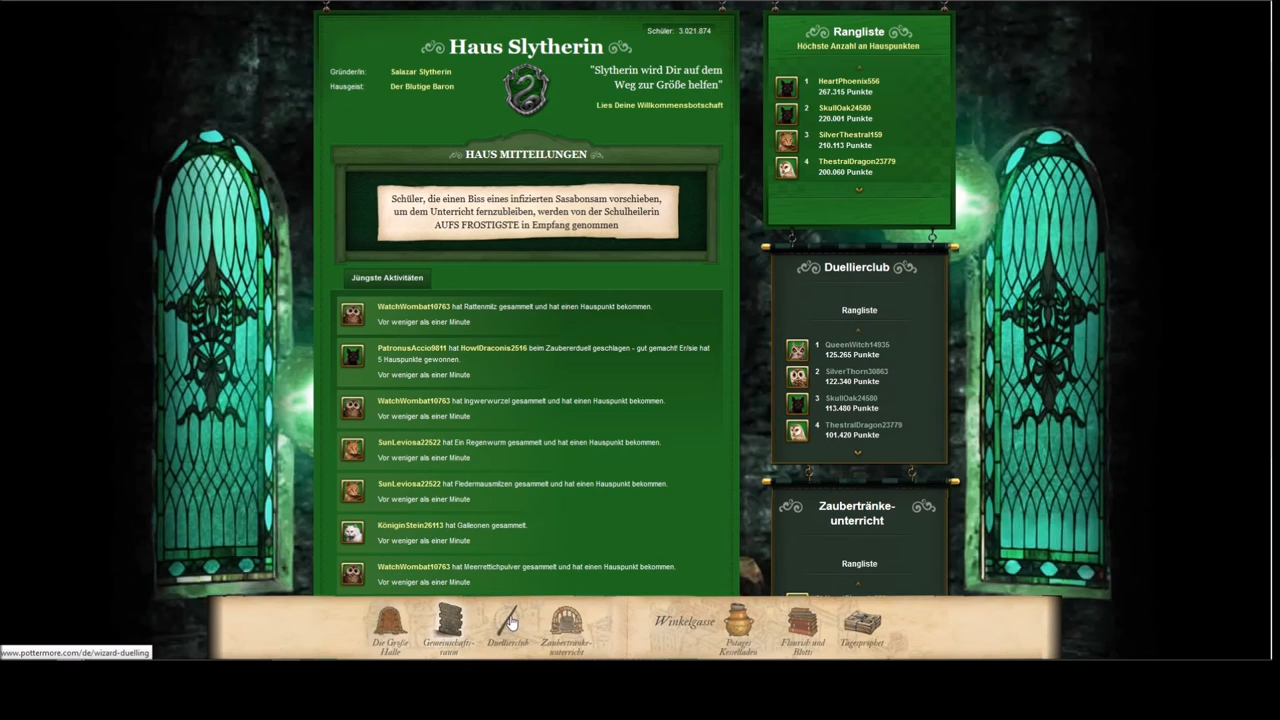 Schüler: 3.021.874
Haus Slytherin
Gründer/in: Salazar Slytherin
Hausgeist: Der Blutige Baron
"Slytherin wird Dir auf dem
Weg zur Größe helfen"
Lies Deine Willkommensbotschaft
HAUS MITTEILUNGEN
Schüler, die einen Biss eines infizierten Sasabonsam vorschieben,
um dem Unterricht fernzubleiben, werden von der Schulheilerin
AUFS FROSTIGSTE in Empfang genommen
Jüngste Aktivitäten
WatchWombat10763 hat Rattenmilz gesammelt und hat einen Hauspunkt bekommen.
Vor weniger als einer Minute
PatronusAccio9811 hat HowlDraconis2516 beim Zaubererduell geschlagen - gut gemacht! Er/sie hat
5 Hauspunkte gewonnen.
Vor weniger als einer Minute
WatchWombat10763 hat Ingwerwurzel gesammelt und hat einen Hauspunkt bekommen.
Vor weniger als einer Minute
SunLeviosa22522 hat Ein Regenwurm gesammelt und hat einen Hauspunkt bekommen.
Vor weniger als einer Minute
SunLeviosa22522 hat Fledermausmilzen gesammelt und hat einen Hauspunkt bekommen.
Vor weniger als einer Minute
KöniginStein26113 hat Galleonen gesammelt.
Vor weniger als einer Minute
WatchWombat10763 hat Meerrettichpulver gesammelt und hat einen Hauspunkt bekommen.
Vor weniger als einer Minute
Rangliste
Höchste Anzahl an Hauspunkten
1 HeartPhoenix556
267.315 Punkte
2 SkullOak24580
220.001 Punkte
3 SilverThestral159
210.113 Punkte
4 ThestralDragon23779
200.060 Punkte
Duellierclub
Rangliste
1 QueenWitch14935
125.265 Punkte
2 SilverThorn30863
122.340 Punkte
3 SkullOak24580
113.480 Punkte
4 ThestralDragon23779
101.420 Punkte
Zaubertränke-
unterricht
Rangliste
Die Große
Halle
Gemeinschafts-
raum
Duellierclub
Zaubertränke-
unterricht
Winkelgasse
Potages
Kesselladen
Flourish und
Blotts
Tagesprophet
www.pottermore.com/de/wizard-duelling